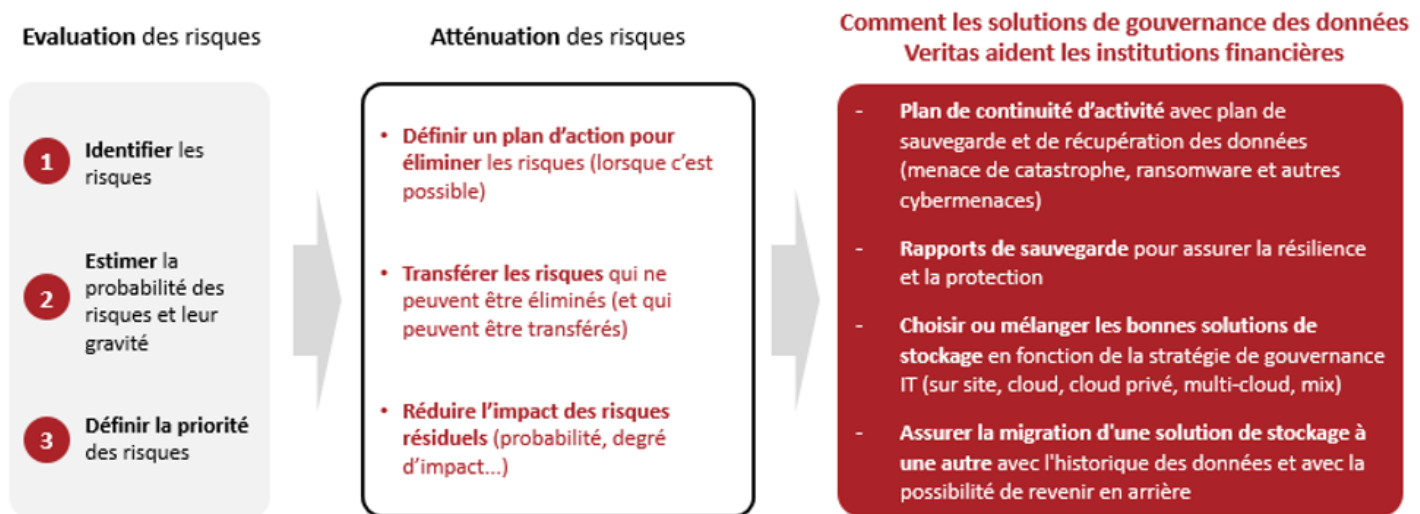 Evaluation des risques
1
Identifier les
risques
2
Estimer la
probabilité des
risques et leur
gravité
3
Définir la priorité
des risques
Atténuation des risques
• Définir un plan d’action pour
éliminer les risques (lorsque c’est
possible)
• Transférer les risques qui ne
peuvent être éliminés (et qui
peuvent être transférés)
• Réduire l’impact des risques
résiduels (probabilité, degré
d’impact...)
Comment les solutions de gouvernance des données
Veritas aident les institutions financières
- Plan de continuité d’activité avec plan de
sauvegarde et de récupération des données
(menace de catastrophe, ransomware et autres
cybermenaces)
- Rapports de sauvegarde pour assurer la résilience
et la protection
- Choisir ou mélanger les bonnes solutions de
stockage en fonction de la stratégie de gouvernance
IT (sur site, cloud, cloud privé, multi-cloud, mix)
- Assurer la migration d'une solution de stockage à
une autre avec l'historique des données et avec la
possibilité de revenir en arrière